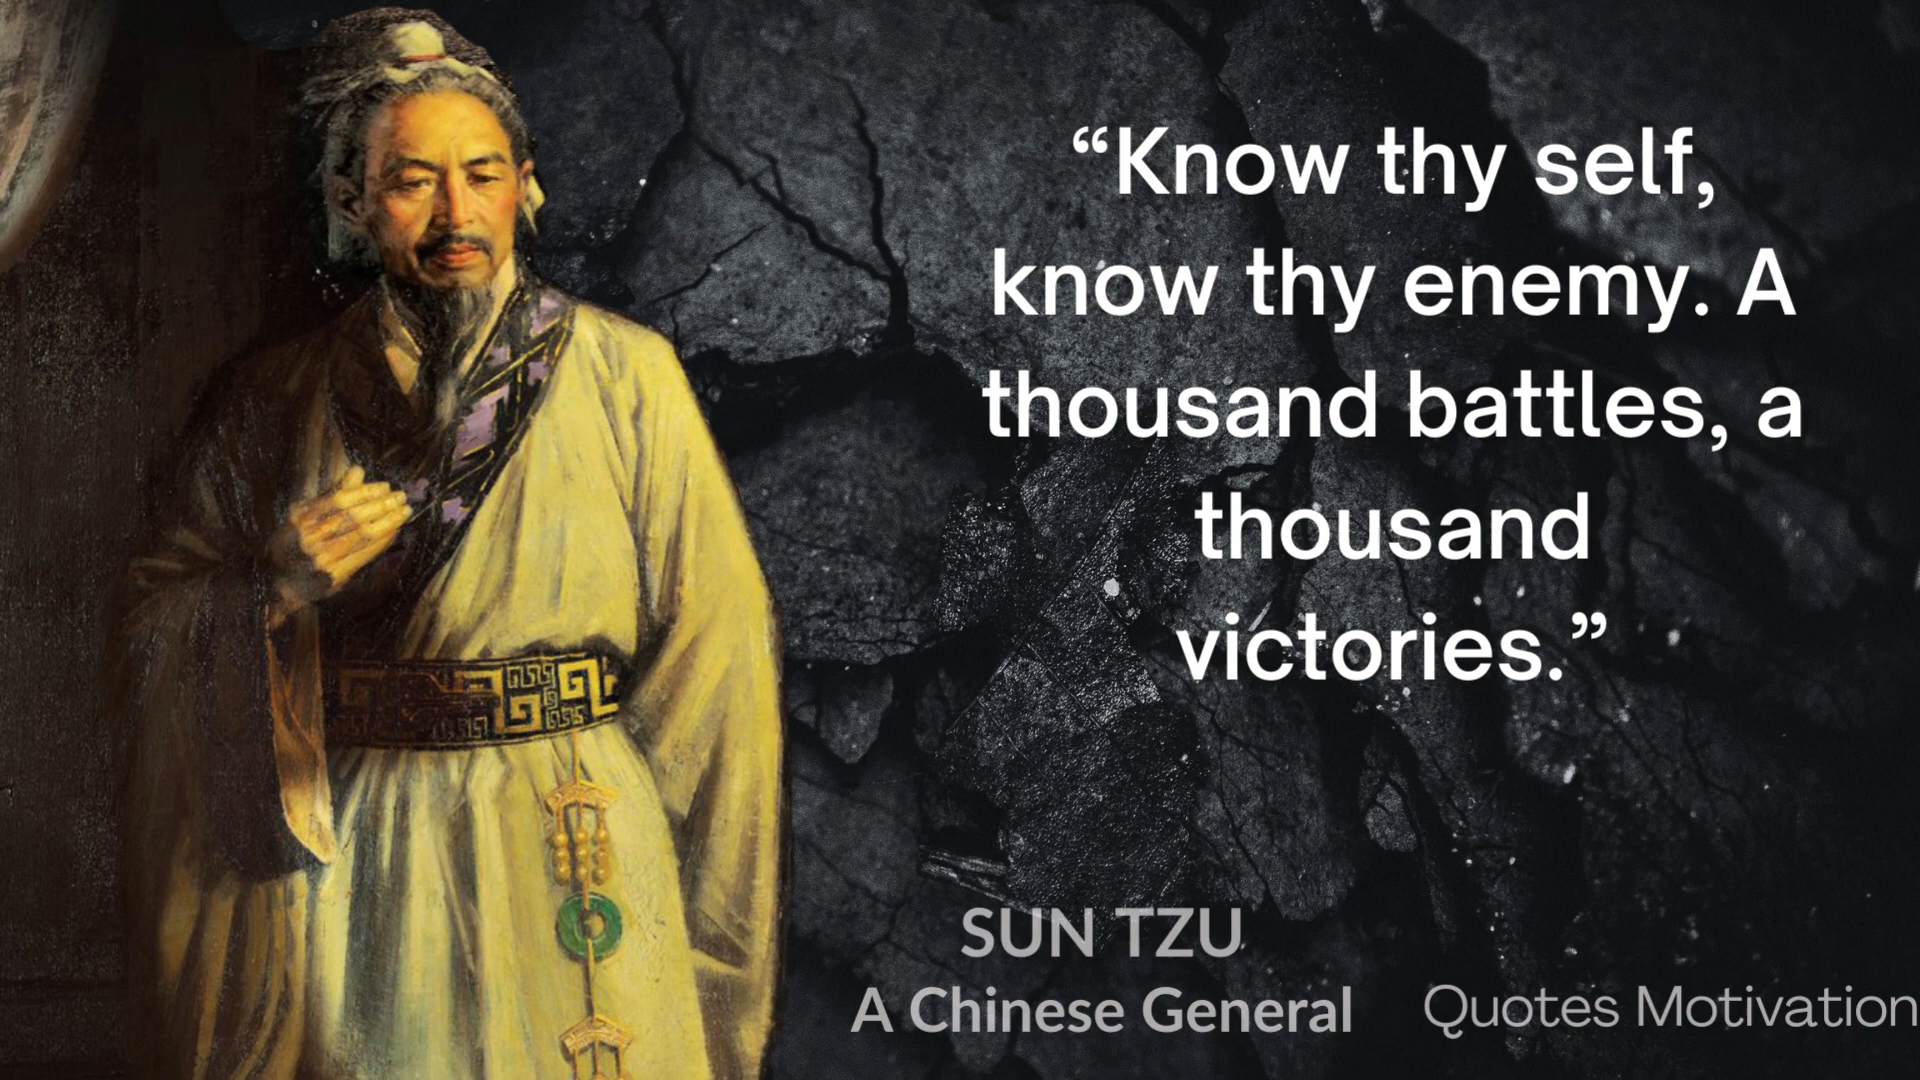 “Know thy self,
know thy enemy. A
thousand battles, a
thousand
victories.”
SUN TZU
A Chinese General
Quotes Motivation